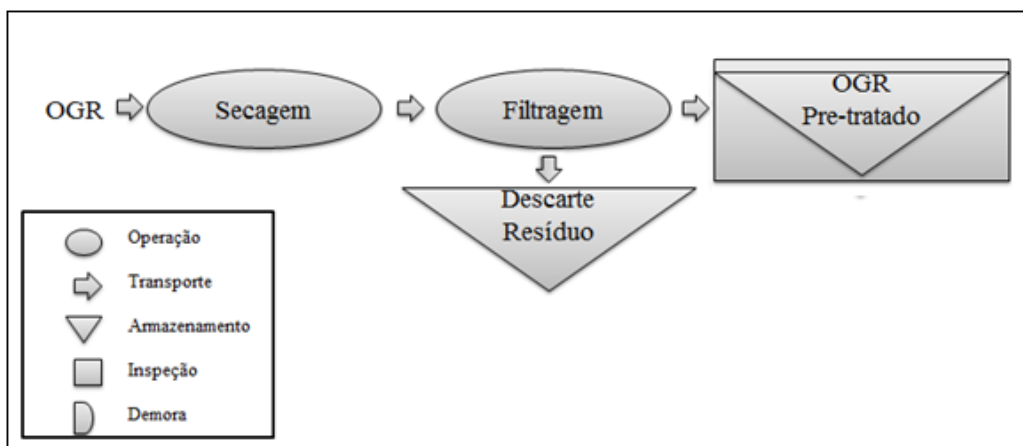 OGR
Secagem
Filtragem
OGR
Pre-tratado
Descarte
Resíduo
Operação
Transporte
Armazenamento
Inspeção
Demora